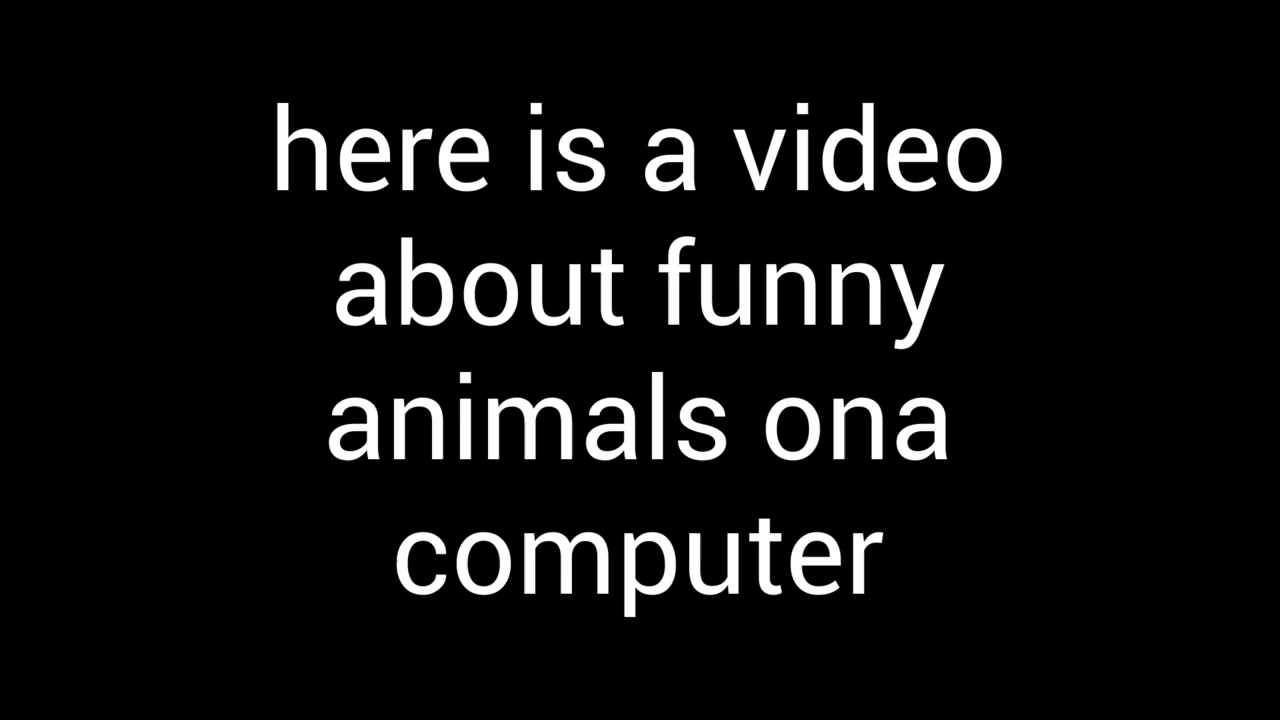 here is a video
about funny
animals ona
computer